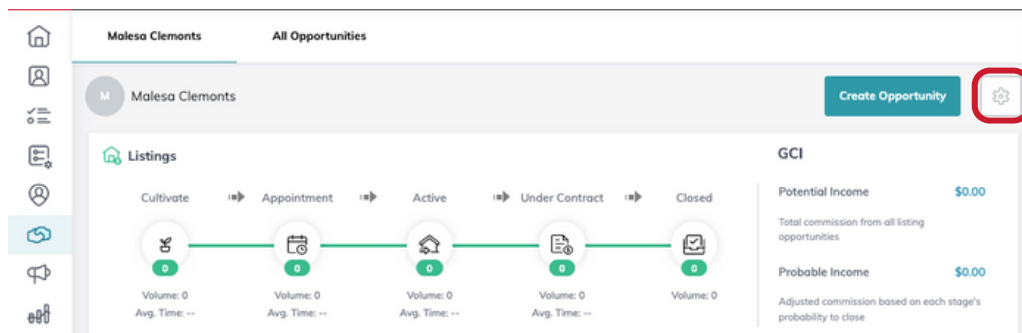 Malesa Clemonts All Opportunities
M Malesa Clemonts Create Opportunity
Listings
Cultivate Appointment Active Under Contract Closed
0 0 0 0 0
Volume: 0 Volume: 0 Volume: 0 Volume: 0 Volume: 0
Avg. Time: -- Avg. Time: -- Avg. Time: -- Avg. Time: --
GCI
Potential Income $0.00
Total commission from all listing
opportunities
Probable Income $0.00
Adjusted commission based on each stage's
probability to close